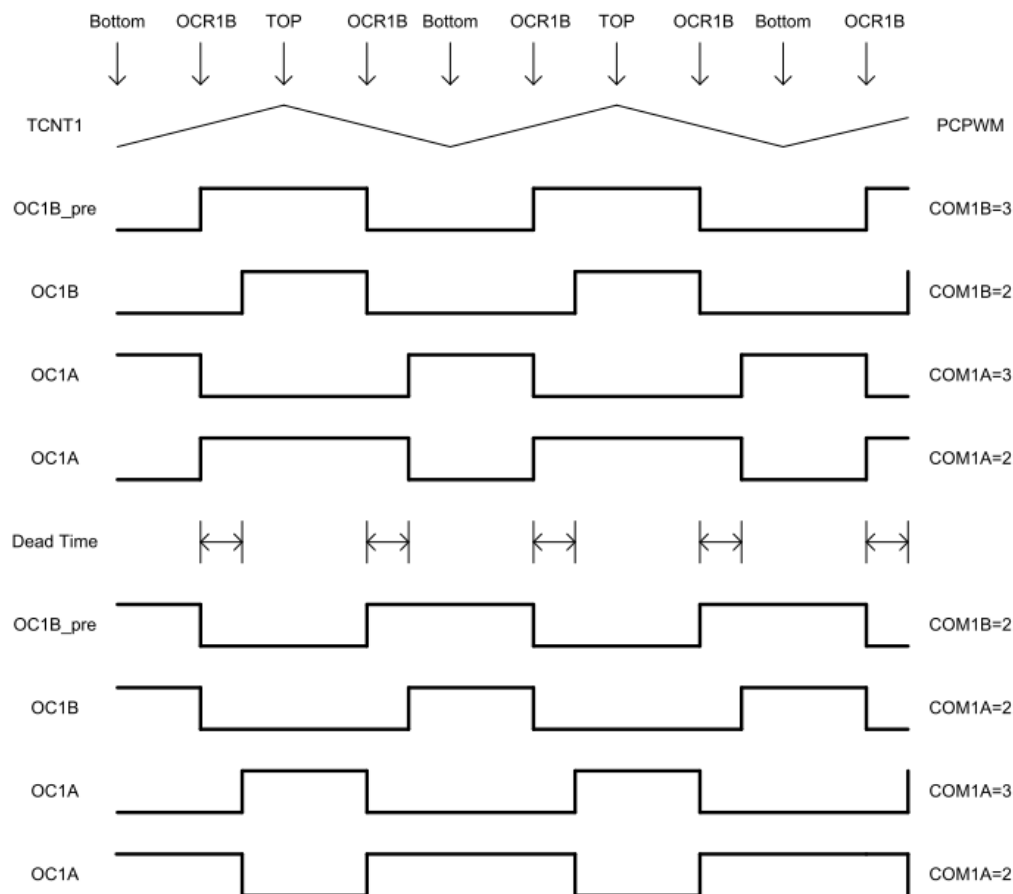 Bottom OCR1B TOP OCR1B Bottom OCR1B TOP OCR1B Bottom OCR1B
TCNT1 PCPWM
OC1B_pre COM1B=3
OC1B COM1B=2
OC1A COM1A=3
OC1A COM1A=2
Dead Time
OC1B_pre COM1B=2
OC1B COM1A=2
OC1A COM1A=3
OC1A COM1A=2